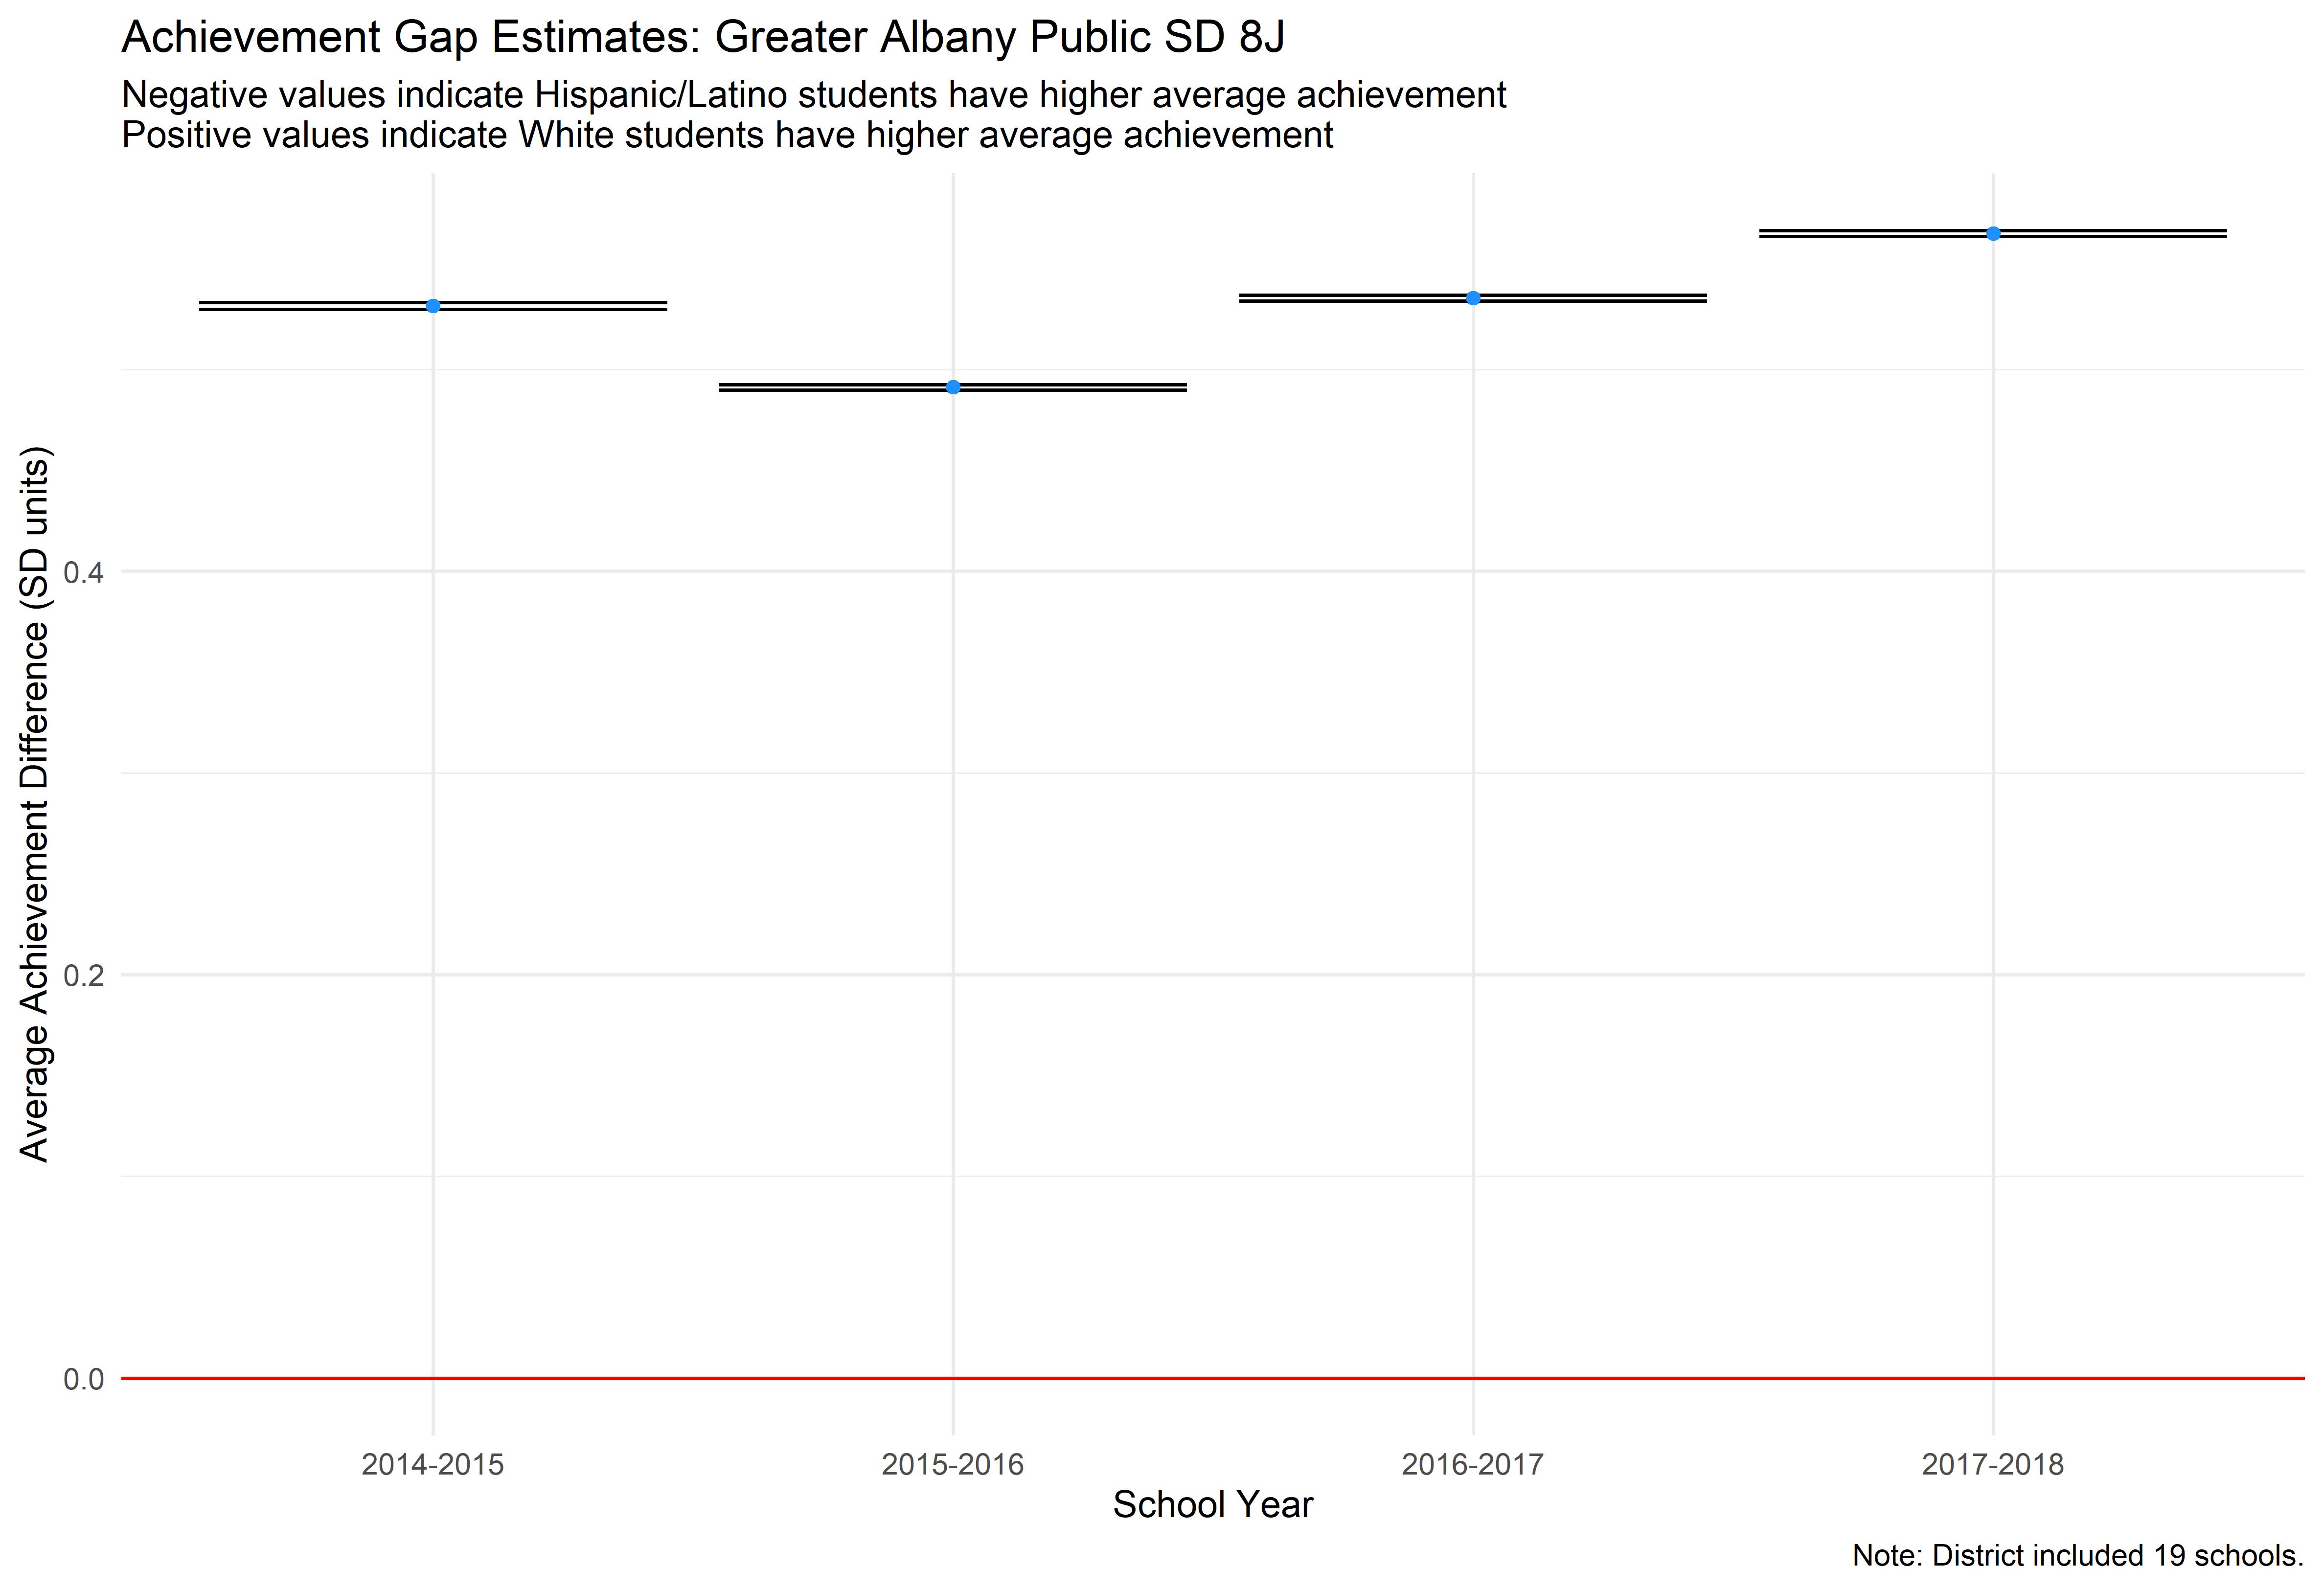 Achievement Gap Estimates: Greater Albany Public SD 8J
Negative values indicate Hispanic/Latino students have higher average achievement
Positive values indicate White students have higher average achievement
Average Achievement Difference (SD units)
0.4
0.2
0.0
2014-2015
2015-2016
2016-2017
2017-2018
School Year
Note: District included 19 schools.